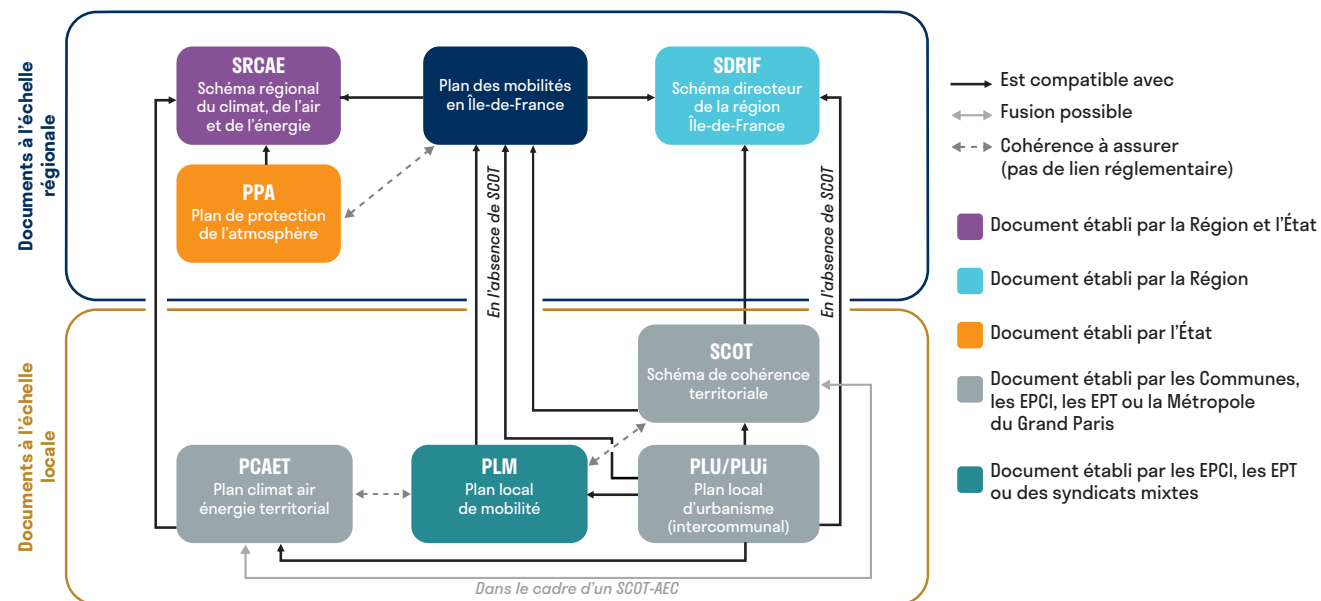 Documents à l'échelle
régionale
SRCAE
Schéma régional
du climat, de l'air
et de l'énergie
Plan des mobilités
en Île-de-France
SDRIF
Schéma directeur
de la région
Île-de-France
PPA
Plan de protection
de l'atmosphère
En l'absence de SCOT
En l'absence de SCOT
Documents à l'échelle
locale
SCOT
Schéma de cohérence
territoriale
PCAET
Plan climat air
énergie territorial
PLM
Plan local
de mobilité
PLU/PLUi
Plan local
d'urbanisme
(intercommunal)
Dans le cadre d'un SCOT-AEC
Est compatible avec
Fusion possible
Cohérence à assurer
(pas de lien réglementaire)
Document établi par la Région et l'État
Document établi par la Région
Document établi par l'État
Document établi par les Communes,
les EPCI, les EPT ou la Métropole
du Grand Paris
Document établi par les EPCI, les EPT
ou des syndicats mixtes